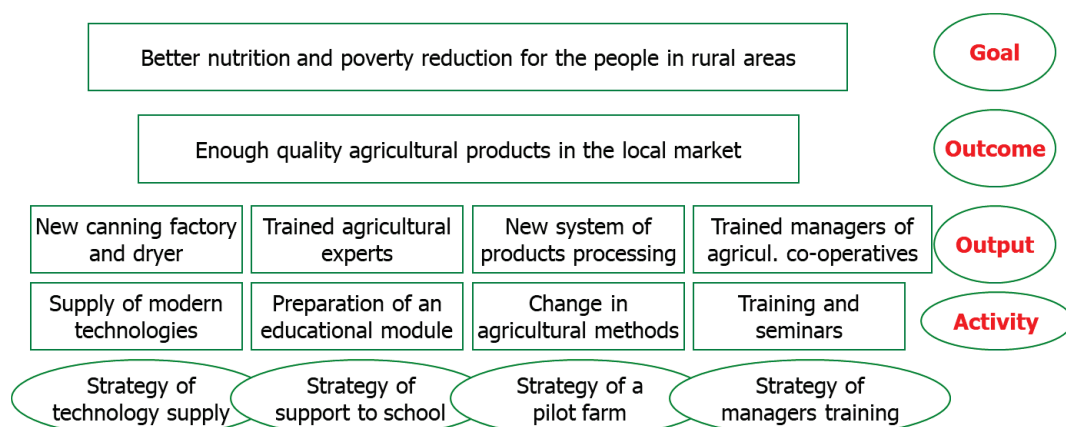 Better nutrition and poverty reduction for the people in rural areas
Goal
Enough quality agricultural products in the local market
Outcome
New canning factory
and dryer
Trained agricultural
experts
New system of
products processing
Trained managers of
agricul. co-operatives
Output
Supply of modern
technologies
Preparation of an
educational module
Change in
agricultural methods
Training and
seminars
Activity
Strategy of
technology supply
Strategy of
support to school
Strategy of a
pilot farm
Strategy of
managers training